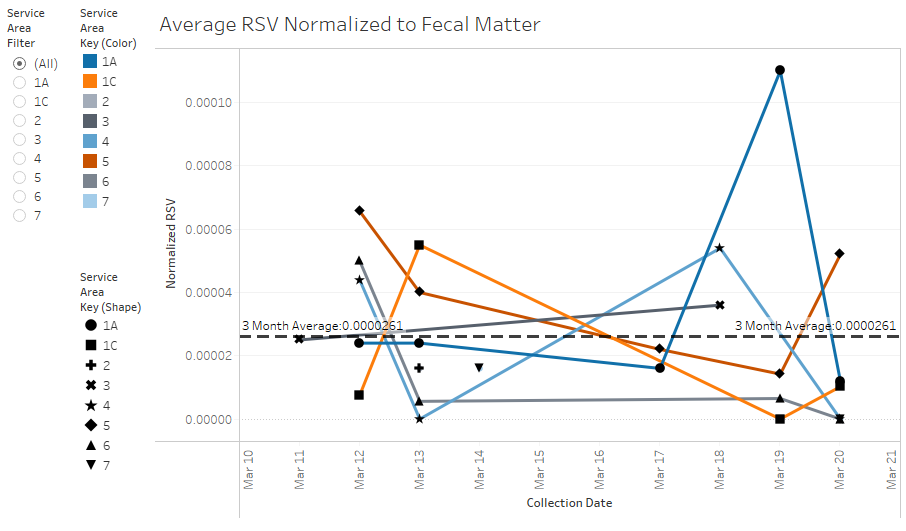 Service
Area
Filter
(All)
1A
1C
2
3
4
5
6
7
Service
Area
Key (Color)
1A
1C
2
3
4
5
6
7
Service
Area
Key (Shape)
1A
1C
2
3
4
5
6
7
Average RSV Normalized to Fecal Matter
Normalized RSV
0.00010
0.00008
0.00006
0.00004
0.00002
0.00000
3 Month Average:0.0000261
3 Month Average:0.0000261
Mar 10
Mar 11
Mar 12
Mar 13
Mar 14
Mar 15
Mar 16
Mar 17
Mar 18
Mar 19
Mar 20
Mar 21
Collection Date